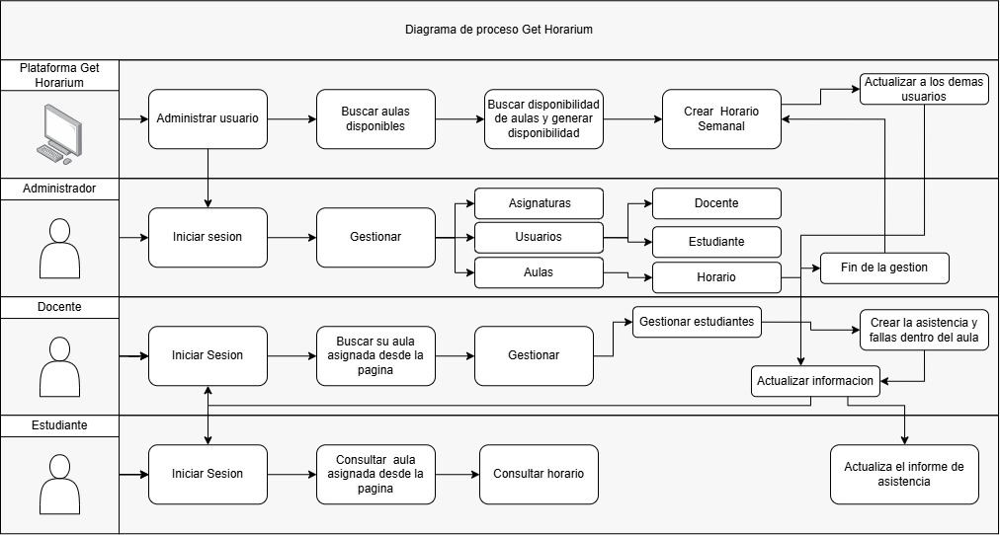 Diagrama de proceso Get Horarium
Plataforma Get
Horarium
Administrar usuario
Buscar aulas
disponibles
Buscar disponibilidad
de aulas y generar
disponibilidad
Crear Horario
Semanal
Actualizar a los demas
usuarios
Administrador
Iniciar sesion
Gestionar
Asignaturas
Usuarios
Aulas
Docente
Estudiante
Horario
Fin de la gestion
Docente
Iniciar Sesion
Buscar su aula
asignada desde la
pagina
Gestionar
Gestionar estudiantes
Crear la asistencia y
fallas dentro del aula
Actualizar informacion
Estudiante
Iniciar Sesion
Consultar aula
asignada desde la
pagina
Consultar horario
Actualiza el informe de
asistencia